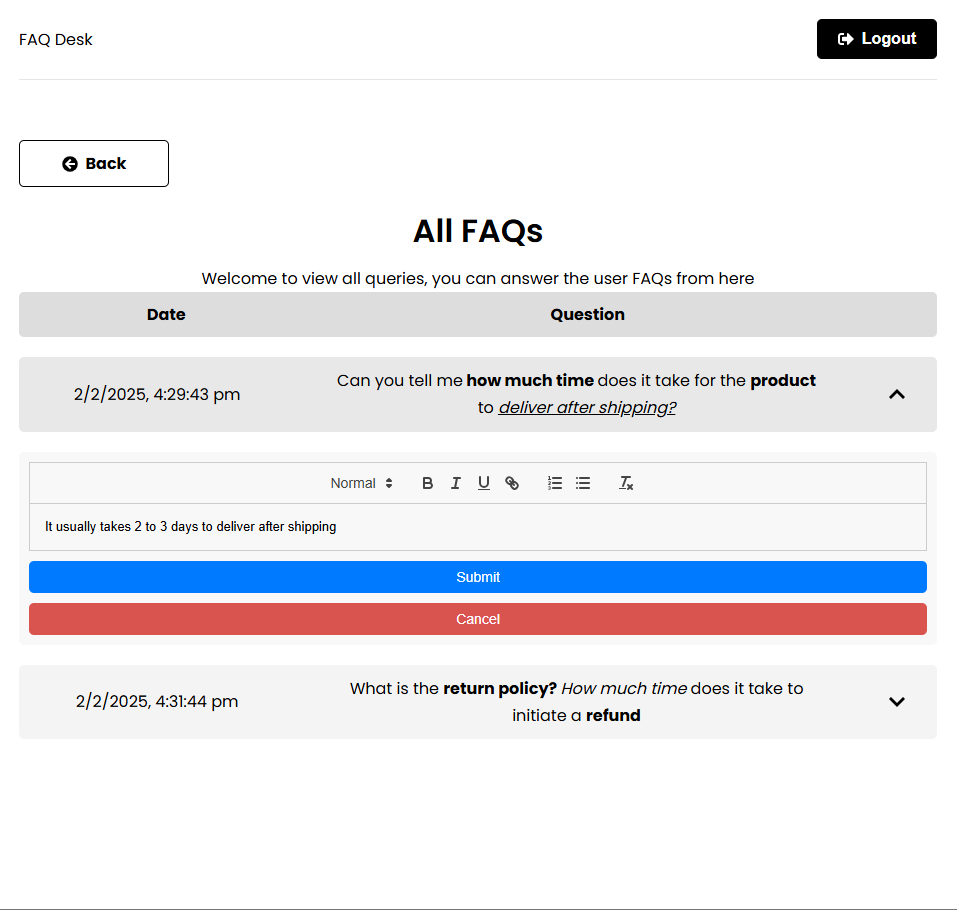 FAQ Desk
Logout
Back
All FAQs
Welcome to view all queries, you can answer the user FAQs from here
Date Question
2/2/2025, 4:29:43 pm
Can you tell me how much time does it take for the product
to deliver after shipping?
Normal
It usually takes 2 to 3 days to deliver after shipping
Submit
Cancel
2/2/2025, 4:31:44 pm
What is the return policy? How much time does it take to
initiate a refund